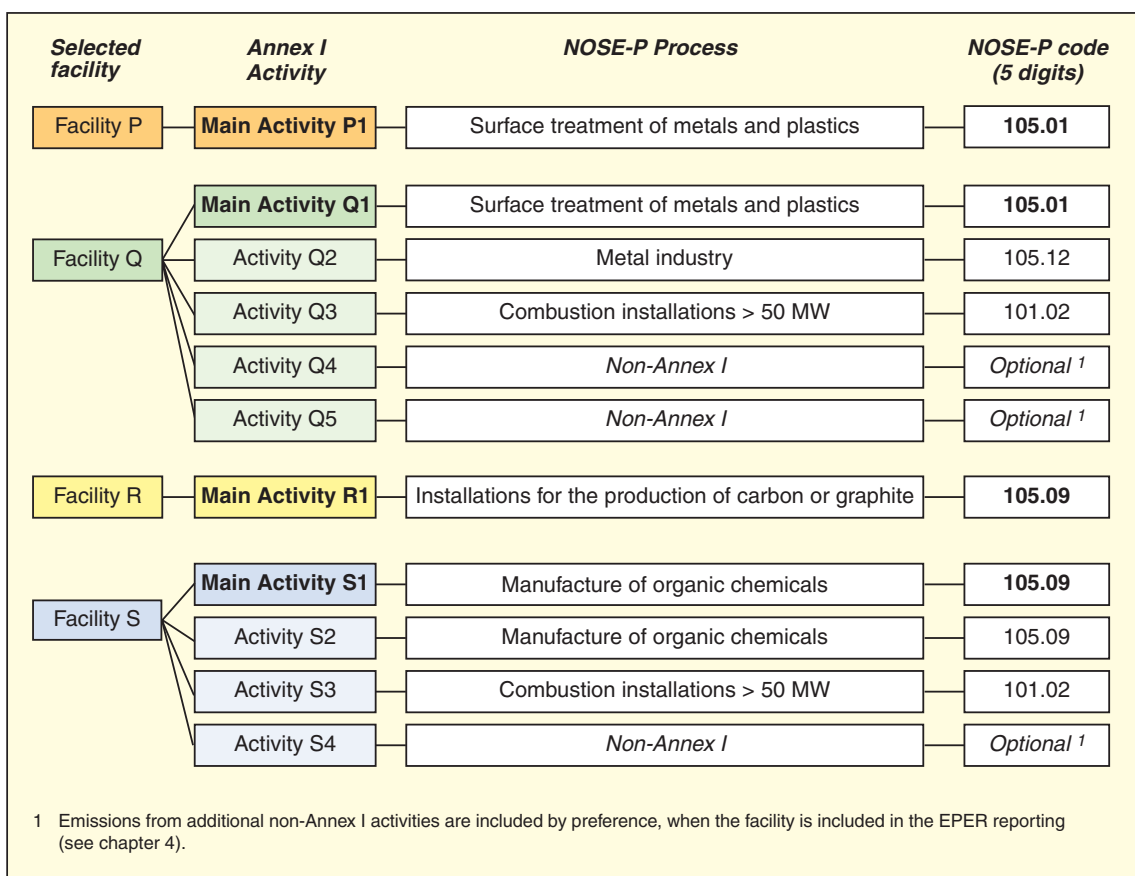 Selected facility
Annex I Activity
NOSE-P Process
NOSE-P code (5 digits)
Facility P
Main Activity P1
Surface treatment of metals and plastics
105.01
Facility Q
Main Activity Q1
Surface treatment of metals and plastics
105.01
Activity Q2
Metal industry
105.12
Activity Q3
Combustion installations > 50 MW
101.02
Activity Q4
Non-Annex I
Optional 1
Activity Q5
Non-Annex I
Optional 1
Facility R
Main Activity R1
Installations for the production of carbon or graphite
105.09
Facility S
Main Activity S1
Manufacture of organic chemicals
105.09
Activity S2
Manufacture of organic chemicals
105.09
Activity S3
Combustion installations > 50 MW
101.02
Activity S4
Non-Annex I
Optional 1
1 Emissions from additional non-Annex I activities are included by preference, when the facility is included in the EPER reporting
(see chapter 4).